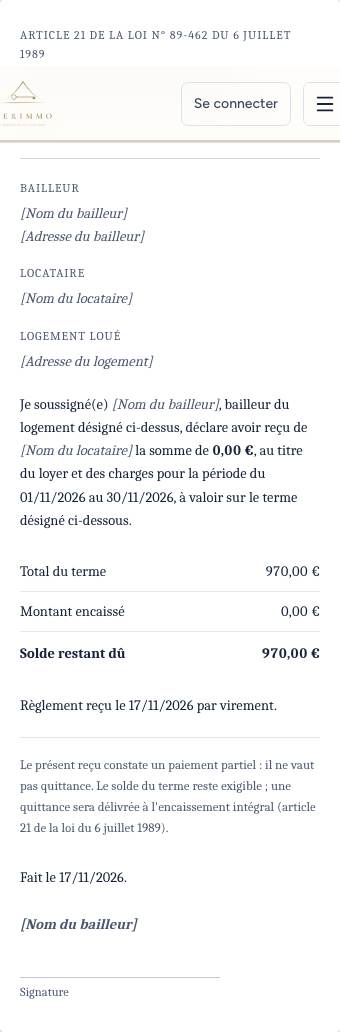 ARTICLE 21 DE LA LOI N° 89-462 DU 6 JUILLET
1989
ERIMMO
Se connecter
BAILLEUR
[Nom du bailleur]
[Adresse du bailleur]
LOCATAIRE
[Nom du locataire]
LOGEMENT LOUÉ
[Adresse du logement]
Je soussigné(e) [Nom du bailleur], bailleur du
logement désigné ci-dessus, déclare avoir reçu de
[Nom du locataire] la somme de 0,00 €, au titre
du loyer et des charges pour la période du
01/11/2026 au 30/11/2026, à valoir sur le terme
désigné ci-dessous.
Total du terme 970,00 €
Montant encaissé 0,00 €
Solde restant dû 970,00 €
Règlement reçu le 17/11/2026 par virement.
Le présent reçu constate un paiement partiel : il ne vaut
pas quittance. Le solde du terme reste exigible ; une
quittance sera délivrée à l'encaissement intégral (article
21 de la loi du 6 juillet 1989).
Fait le 17/11/2026.
[Nom du bailleur]
Signature